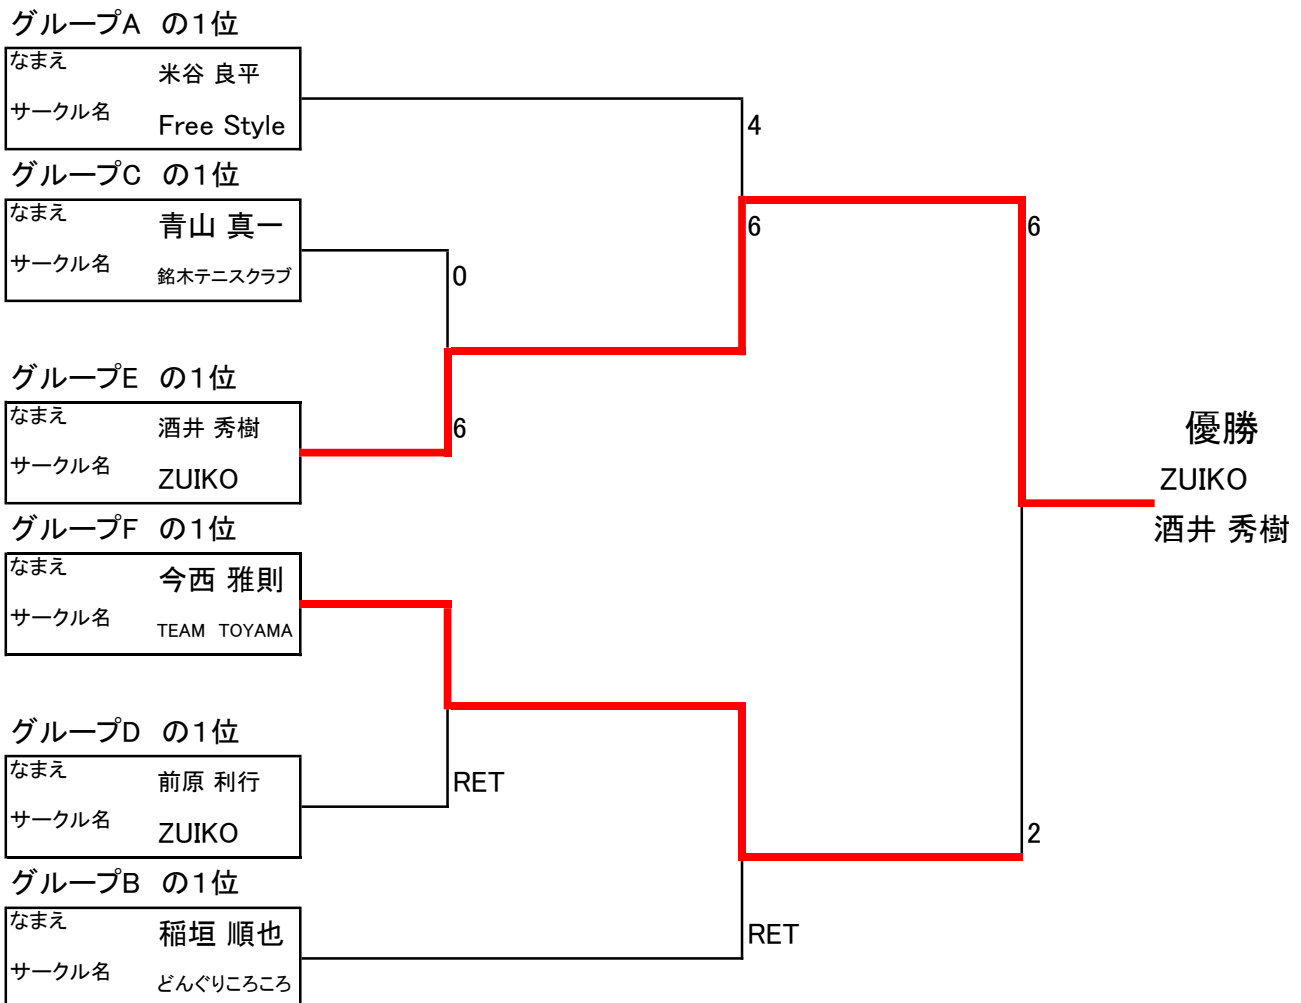 グループA の1位
なまえ 米谷 良平
サークル名 Free Style
4
グループC の1位
なまえ 青山 真一
サークル名 銘木テニスクラブ
0
6
6
グループE の1位
なまえ 酒井 秀樹
サークル名 ZUIKO
6
優勝
ZUIKO
酒井 秀樹
グループF の1位
なまえ 今西 雅則
サークル名 TEAM TOYAMA
グループD の1位
なまえ 前原 利行
サークル名 ZUIKO
RET
2
グループB の1位
なまえ 稲垣 順也
サークル名 どんぐりころころ
RET